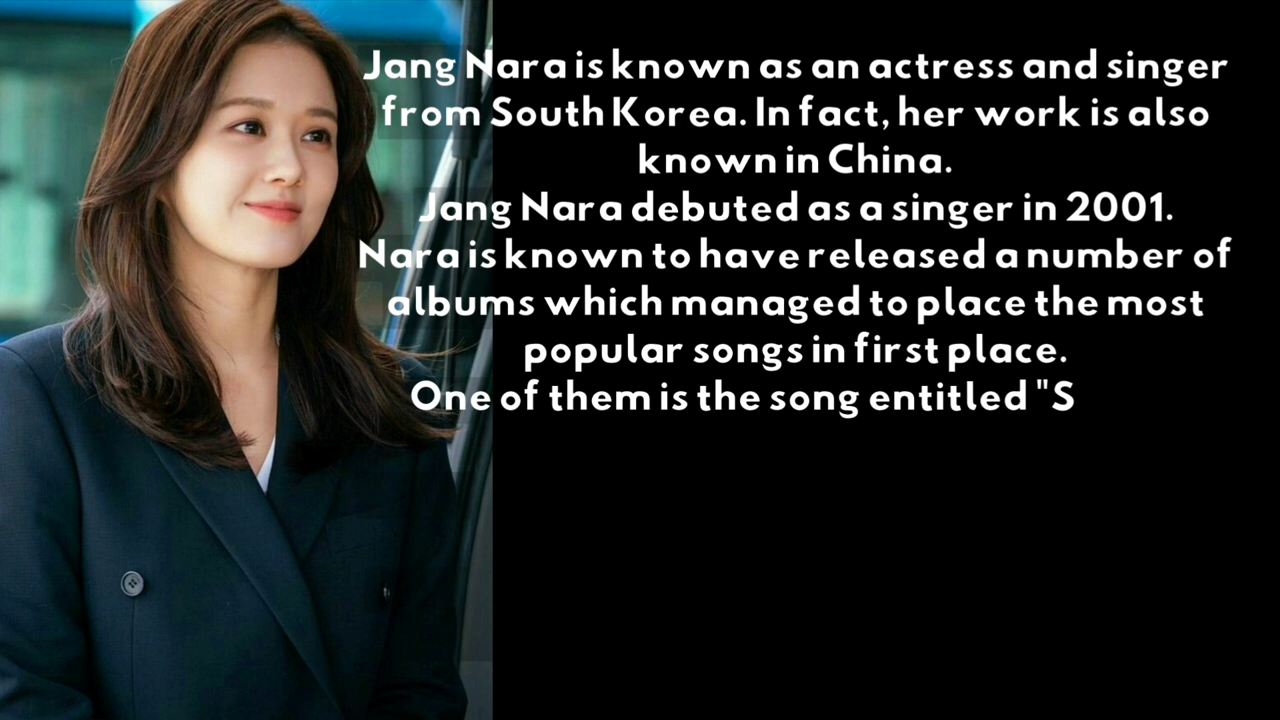 Jang Nara is known as an actress and singer
from South Korea. In fact, her work is also
known in China.
Jang Nara debuted as a singer in 2001.
Nara is known to have released a number of
albums which managed to place the most
popular songs in first place.
One of them is the song entitled "S